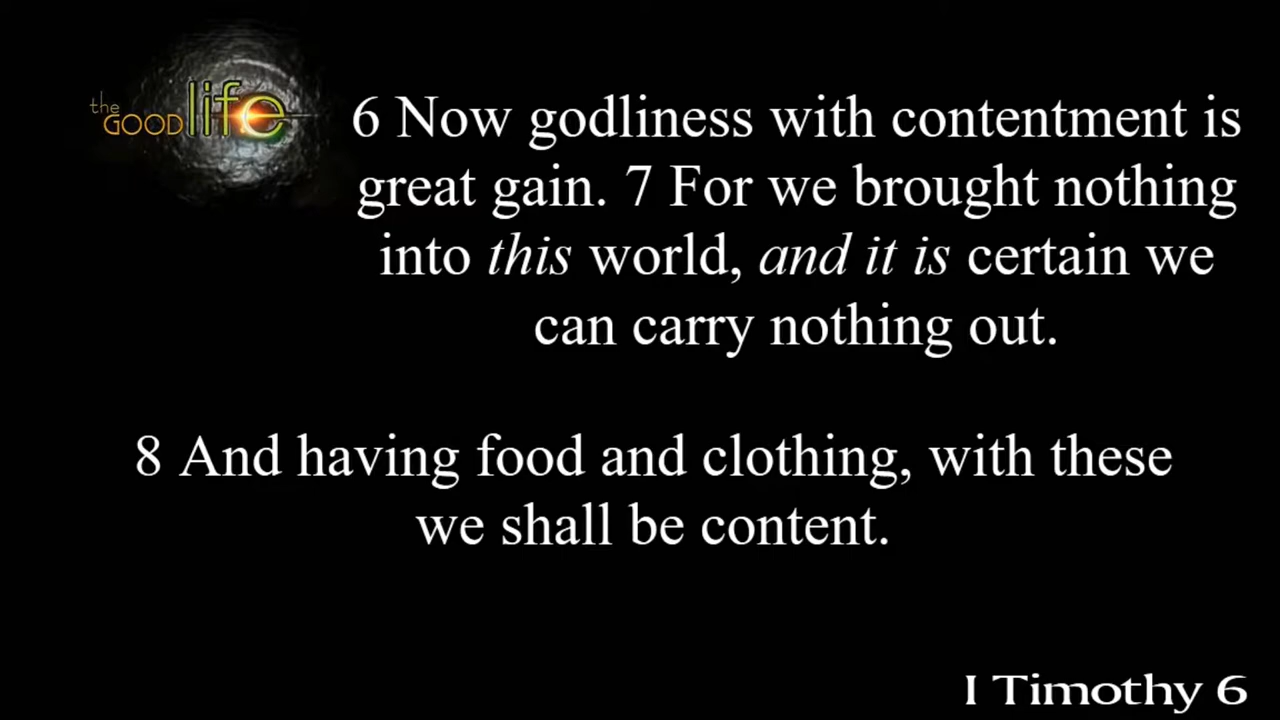 the
GOOD life
6 Now godliness with contentment is
great gain. 7 For we brought nothing
into this world, and it is certain we
can carry nothing out.
8 And having food and clothing, with these
we shall be content.
I Timothy 6